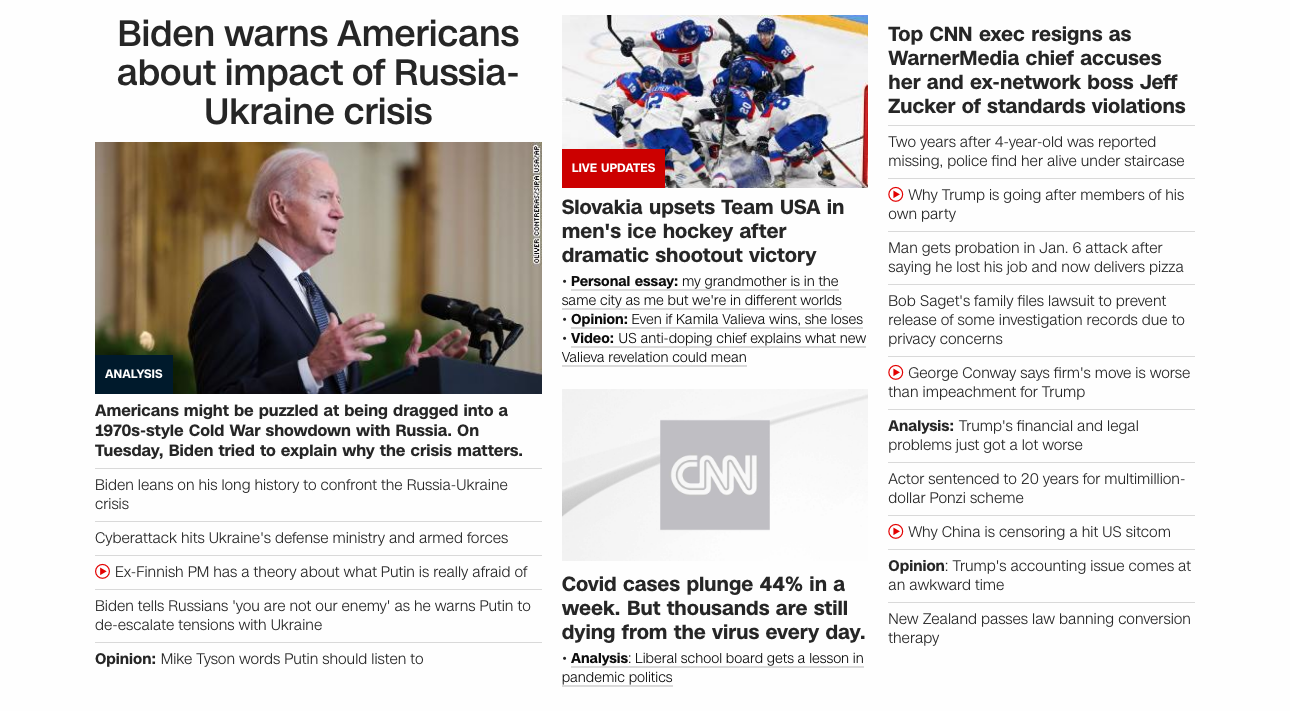 Biden warns Americans
about impact of Russia-
Ukraine crisis
OLIVER CONTRERAS/SIPA USA/AP
ANALYSIS
Americans might be puzzled at being dragged into a
1970s-style Cold War showdown with Russia. On
Tuesday, Biden tried to explain why the crisis matters.
Biden leans on his long history to confront the Russia-Ukraine
crisis
Cyberattack hits Ukraine's defense ministry and armed forces
Ex-Finnish PM has a theory about what Putin is really afraid of
Biden tells Russians 'you are not our enemy' as he warns Putin to
de-escalate tensions with Ukraine
Opinion: Mike Tyson words Putin should listen to
LIVE UPDATES
Slovakia upsets Team USA in
men's ice hockey after
dramatic shootout victory
• Personal essay: my grandmother is in the
same city as me but we're in different worlds
• Opinion: Even if Kamila Valieva wins, she loses
• Video: US anti-doping chief explains what new
Valieva revelation could mean
CNN
Covid cases plunge 44% in a
week. But thousands are still
dying from the virus every day.
• Analysis: Liberal school board gets a lesson in
pandemic politics
Top CNN exec resigns as
WarnerMedia chief accuses
her and ex-network boss Jeff
Zucker of standards violations
Two years after 4-year-old was reported
missing, police find her alive under staircase
Why Trump is going after members of his
own party
Man gets probation in Jan. 6 attack after
saying he lost his job and now delivers pizza
Bob Saget's family files lawsuit to prevent
release of some investigation records due to
privacy concerns
George Conway says firm's move is worse
than impeachment for Trump
Analysis: Trump's financial and legal
problems just got a lot worse
Actor sentenced to 20 years for multimillion-
dollar Ponzi scheme
Why China is censoring a hit US sitcom
Opinion: Trump's accounting issue comes at
an awkward time
New Zealand passes law banning conversion
therapy